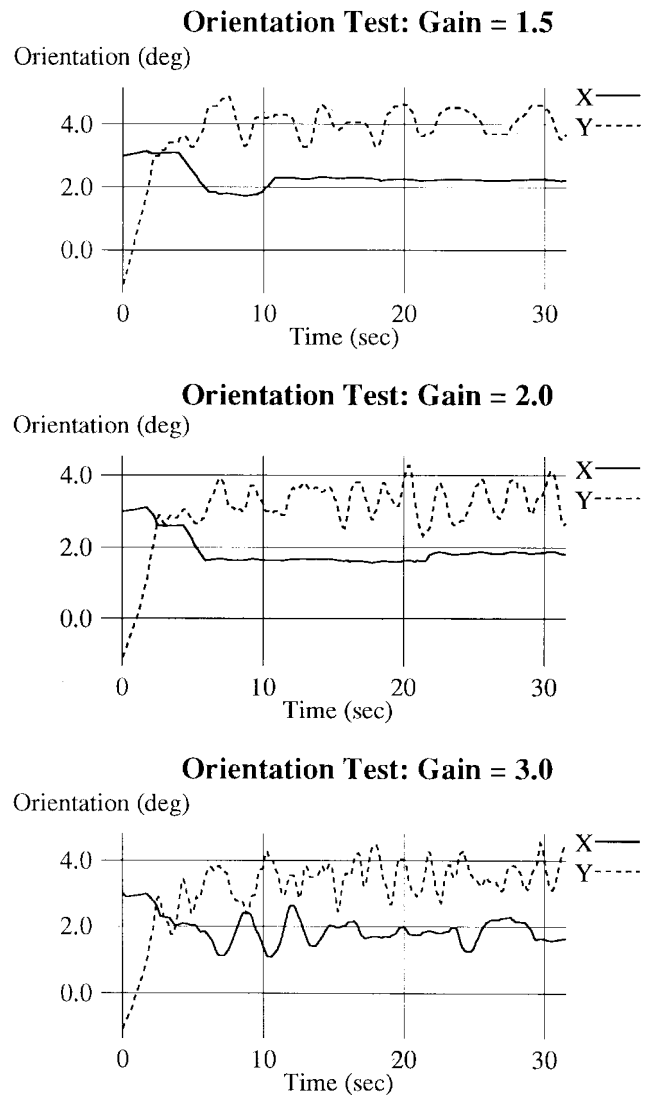 Orientation Test: Gain = 1.5
Orientation (deg)
X
Y
4.0
2.0
0.0
0 10 20 30
Time (sec)
Orientation Test: Gain = 2.0
Orientation (deg)
X
Y
4.0
2.0
0.0
0 10 20 30
Time (sec)
Orientation Test: Gain = 3.0
Orientation (deg)
X
Y
4.0
2.0
0.0
0 10 20 30
Time (sec)